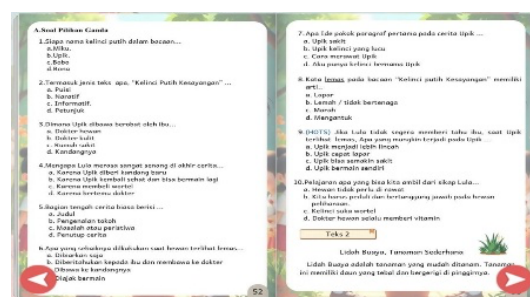 A.Soal Pilihan Ganda
1.Siapa nama kelinci putih dalam bacaan...
a.Miku.
b.Upik.
c.Bobo
d.Rona
2.Termasuk jenis teks apa, "Kelinci Putih Kesayangan" ...
a. Puisi
b. Naratif
c. Informatif.
d. Petunjuk
3.Dimana Upik dibawa berobat oleh ibu...
a. Dokter hewan
b. Dokter kulit
c. Rumah sakit
d. Kandangnya
4.Mengapa Lula merasa sangat senang di akhir cerita...
a. Karena Upik diberi kandang baru
b. Karena Upik kembali sehat dan bisa bermain lagi
c. Karena membeli wortel
d. Karena bertemu dokter
5.Bagian tengah cerita biasa berisi ...
a. Judul
b. Pengenalan tokoh
c. Masalah atau peristiwa
d. Penutup cerita
6.Apa yang sebaiknya dilakukan saat hewan terlihat lemas...
a. Dibiarkan saja
b. Diberitahukan kepada ibu dan membawa ke dokter
Dibawa ke kandangnya
Diajak bermain
52
7. Apa Ide pokok paragraf pertama pada cerita Upik ...
a. Upik sakit
b. Upik kelinci yang lucu
c. Cara merawat Upik
d. Aku punya kelinci bernama Upik
8. Kata lemas pada bacaan "Kelinci putih Kesayangan" memiliki
arti...
a. Lapar
b. Lemah / tidak bertenaga
c. Marah
d. Mengantuk
9. (HOTS) Jika Lula tidak segera memberi tahu ibu, saat Upik
terlihat lemas, Apa yang mungkin terjadi pada Upik ...
a. Upik menjadi lebih lincah
b. Upik cepat lapar
c. Upik bisa semakin sakit
d. Upik bermain sendiri
10.Pelajaran apa yang bisa kita ambil dari sikap Lula...
a. Hewan tidak perlu di rawat
b. Kita harus peduli dan bertanggung jawab pada hewan
peliharaan.
c. Kelinci suka wortel
d. Dokter hewan selalu memberi vitamin
Teks 2
Lidah Buaya, Tanaman Sederhana
Lidah Buaya adalah tanaman yang mudah ditanam. Tanaman
ini memiliki daun yang tebal dan bergerigi di pinggirnya.